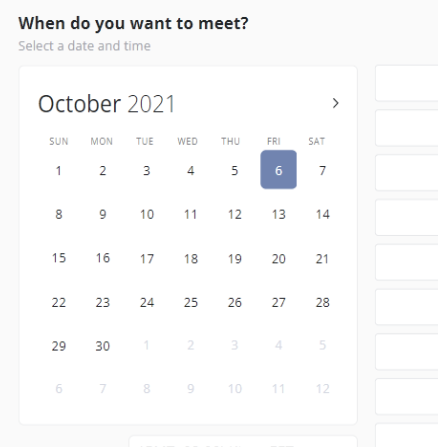 When do you want to meet?
Select a date and time
October 2021 >
SUN MON TUE WED THU FRI SAT
1 2 3 4 5 6 7
8 9 10 11 12 13 14
15 16 17 18 19 20 21
22 23 24 25 26 27 28
29 30 1 2 3 4 5
6 7 8 9 10 11 12